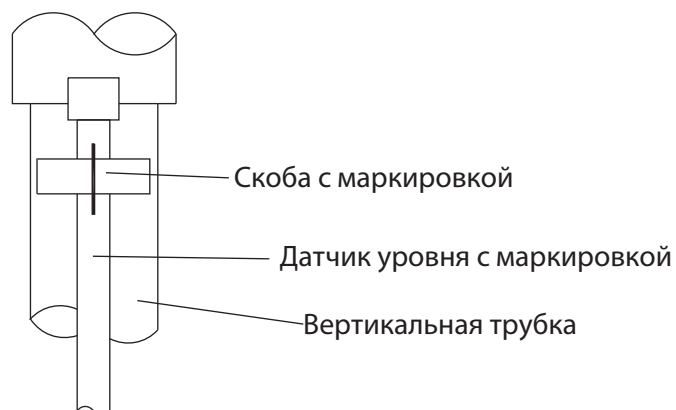 Скоба с маркировкой
Датчик уровня с маркировкой
Вертикальная трубка